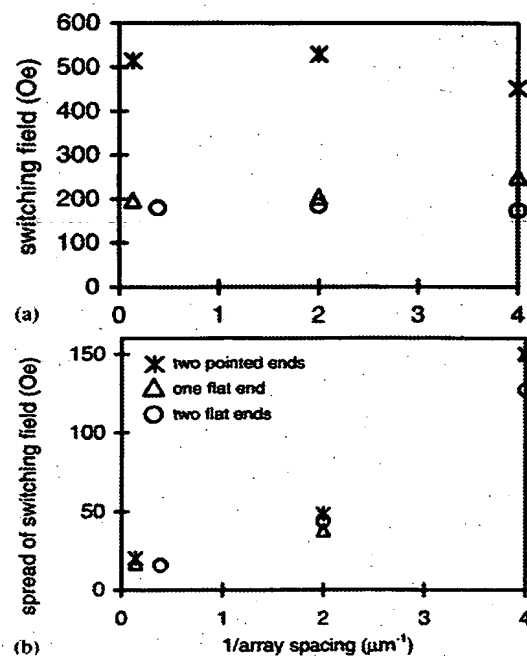 600
500
400
300
200
100
0
switching field (Oe)
0 1 2 3 4
(a)
150
100
50
0
spread of switching field (Oe)
two pointed ends
one flat end
two flat ends
0 1 2 3 4
1/array spacing (μm⁻¹)
(b)